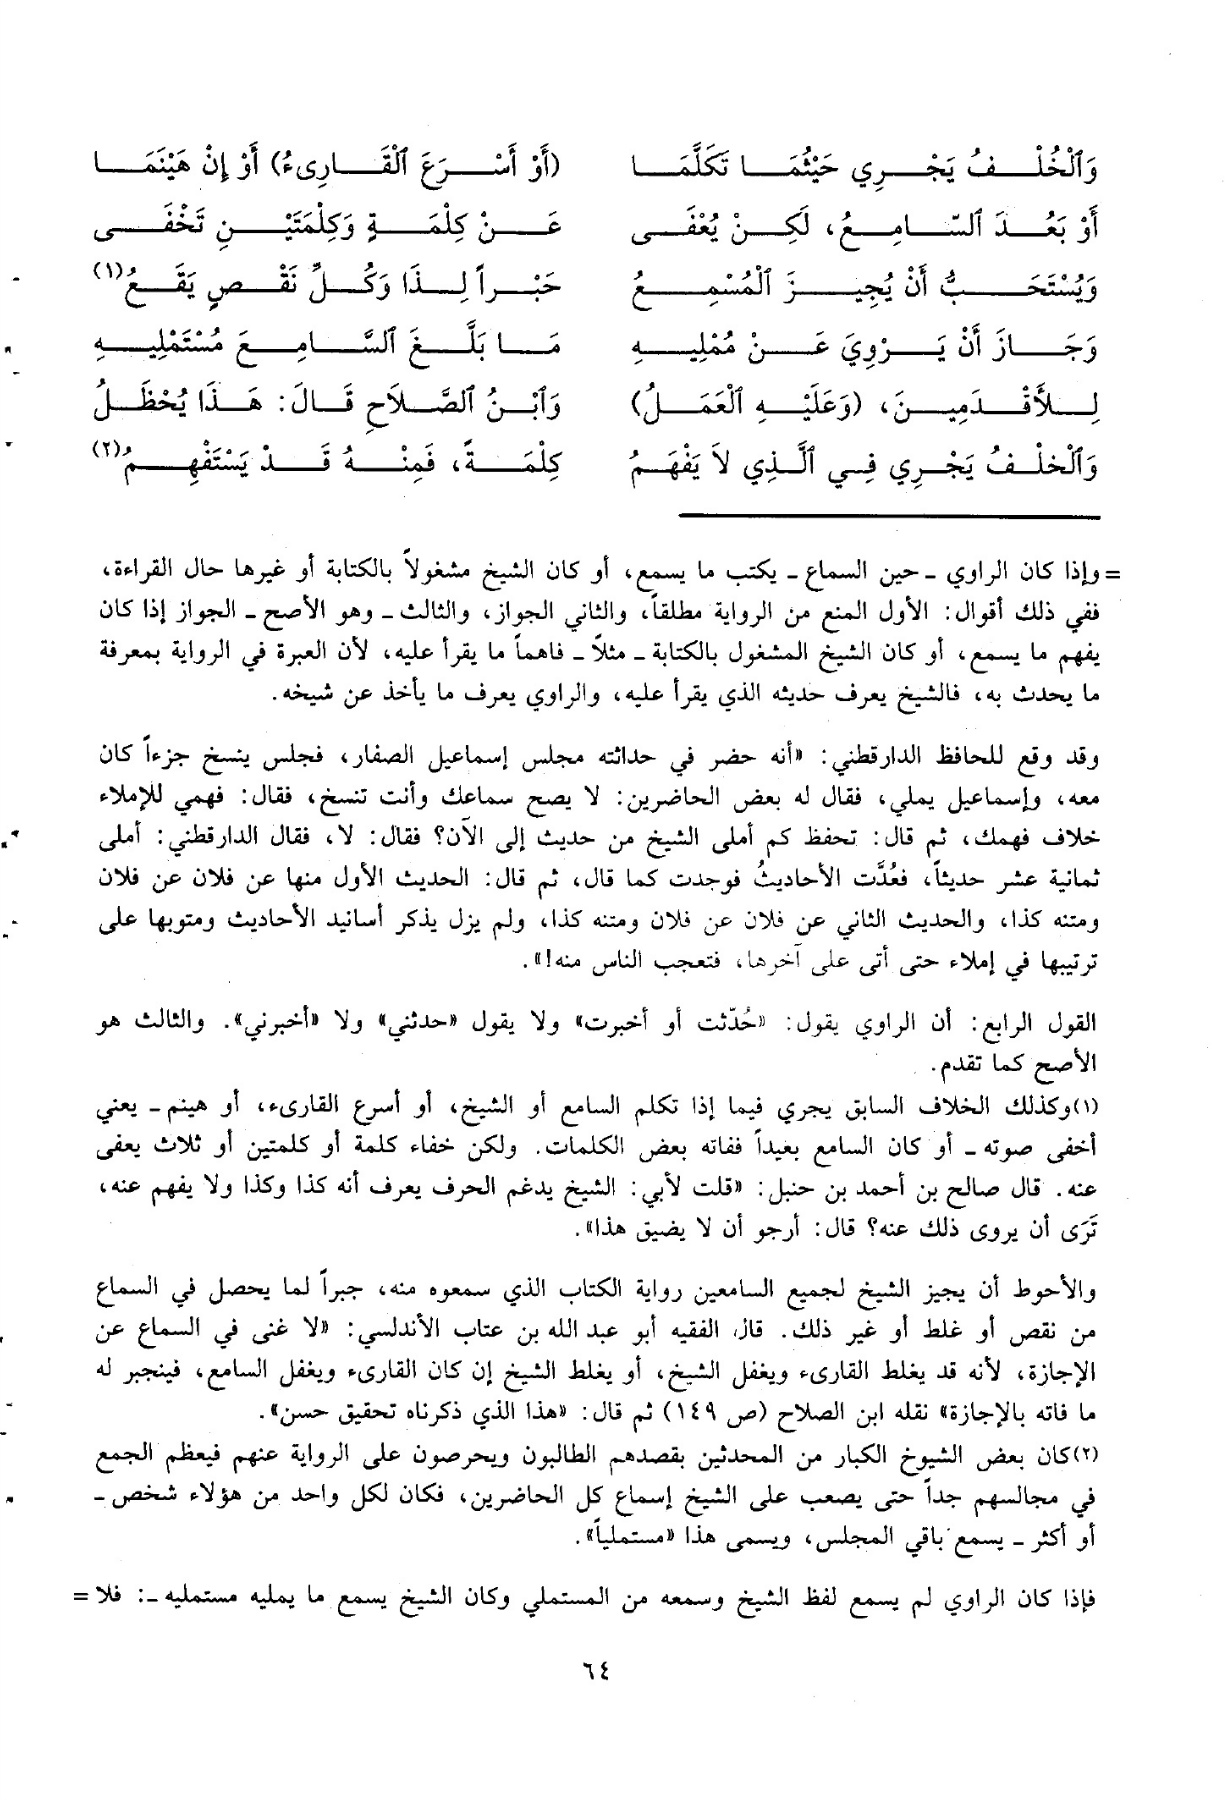 وَٱلْخُلْفُ يَجْرِي حَيْثُمَا تَكَلَّمَا (أَوْ أَسْرَعَ ٱلْقَارِىءُ) أَوْ إِنْ هَيْنَمَا
أَوْ بَعُدَ ٱلسَّامِعُ، لَكِنْ يُعْفَى عَنْ كِلْمَةٍ وَكِلْمَتَيْنِ تَخْفَى
وَيُسْتَحَبُّ أَنْ يُجِيزَ ٱلْمُسْمِعُ جَبْراً لِذَا وَكُلِّ نَقْصٍ يَقَعُ(١)
وَجَازَ أَنْ يَرْوِيَ عَنْ مُمْلِيهِ مَا بَلَّغَ ٱلسَّامِعَ مُسْتَمْلِيهِ
لِلأَقْدَمِينَ، (وَعَلَيْهِ ٱلْعَمَلُ) وَٱبْنُ ٱلصَّلَاحِ قَالَ: هَذَا يُحْظَلُ
وَٱلْخُلْفُ يَجْرِي فِي ٱلَّذِي لاَ يَفْهَمُ كِلْمَةً، فَمِنْهُ قَدْ يَسْتَفْهِمُ(٢)
= وإذا كان الراوي ـ حين السماع ـ يكتب ما يسمع، أو كان الشيخ مشغولاً بالكتابة أو غيرها حال القراءة،
ففي ذلك أقوال: الأول المنع من الرواية مطلقاً، والثاني الجواز، والثالث ـ وهو الأصح ـ الجواز إذا كان
يفهم ما يسمع، أو كان الشيخ المشغول بالكتابة ـ مثلاً ـ فاهماً ما يقرأ عليه، لأن العبرة في الرواية بمعرفة
ما يحدث به، فالشيخ يعرف حديثه الذي يقرأ عليه، والراوي يعرف ما يأخذ عن شيخه.
وقد وقع للحافظ الدارقطني: «أنه حضر في حداثته مجلس إسماعيل الصفار، فجلس ينسخ جزءاً كان
معه، وإسماعيل يملي، فقال له بعض الحاضرين: لا يصح سماعك وأنت تنسخ، فقال: فهمي للإملاء
خلاف فهمك، ثم قال: تحفظ كم أملى الشيخ من حديث إلى الآن؟ فقال: لا، فقال الدارقطني: أملى
ثمانية عشر حديثاً، فعُدَّت الأحاديثُ فوجدت كما قال، ثم قال: الحديث الأول منها عن فلان عن فلان
ومتنه كذا، والحديث الثاني عن فلان عن فلان ومتنه كذا، ولم يزل يذكر أسانيد الأحاديث ومتونها على
ترتيبها في إملاء حتى أتى على آخرها، فتعجب الناس منه!».
القول الرابع: أن الراوي يقول: «حُدّثت أو أخبرت» ولا يقول «حدثني» ولا «أخبرني». والثالث هو
الأصح كما تقدم.
(١)وكذلك الخلاف السابق يجري فيما إذا تكلم السامع أو الشيخ، أو أسرع القارىء، أو هينم ـ يعني
أخفى صوته ـ أو كان السامع بعيداً ففاته بعض الكلمات. ولكن خفاء كلمة أو كلمتين أو ثلاث يعفى
عنه. قال صالح بن أحمد بن حنبل: «قلت لأبي: الشيخ يدغم الحرف يعرف أنه كذا وكذا ولا يفهم عنه،
تَرَى أن يروى ذلك عنه؟ قال: أرجو أن لا يضيق هذا».
والأحوط أن يجيز الشيخ لجميع السامعين رواية الكتاب الذي سمعوه منه، جبراً لما يحصل في السماع
من نقص أو غلط أو غير ذلك. قال الفقيه أبو عبد الله بن عتاب الأندلسي: «لا غنى في السماع عن
الإجازة، لأنه قد يغلط القارىء ويغفل الشيخ، أو يغلط الشيخ إن كان القارىء ويغفل السامع، فينجبر له
ما فاته بالإجازة» نقله ابن الصلاح (ص ١٤٩) ثم قال: «هذا الذي ذكرناه تحقيق حسن».
(٢)كان بعض الشيوخ الكبار من المحدثين بقصدهم الطالبون ويحرصون على الرواية عنهم فيعظم الجمع
في مجالسهم جداً حتى يصعب على الشيخ إسماع كل الحاضرين، فكان لكل واحد من هؤلاء شخص ـ
أو أكثر ـ يسمع باقي المجلس، ويسمى هذا «مستملياً».
فإذا كان الراوي لم يسمع لفظ الشيخ وسمعه من المستملي وكان الشيخ يسمع ما يمليه مستمليه ـ: فلا =
٦٤